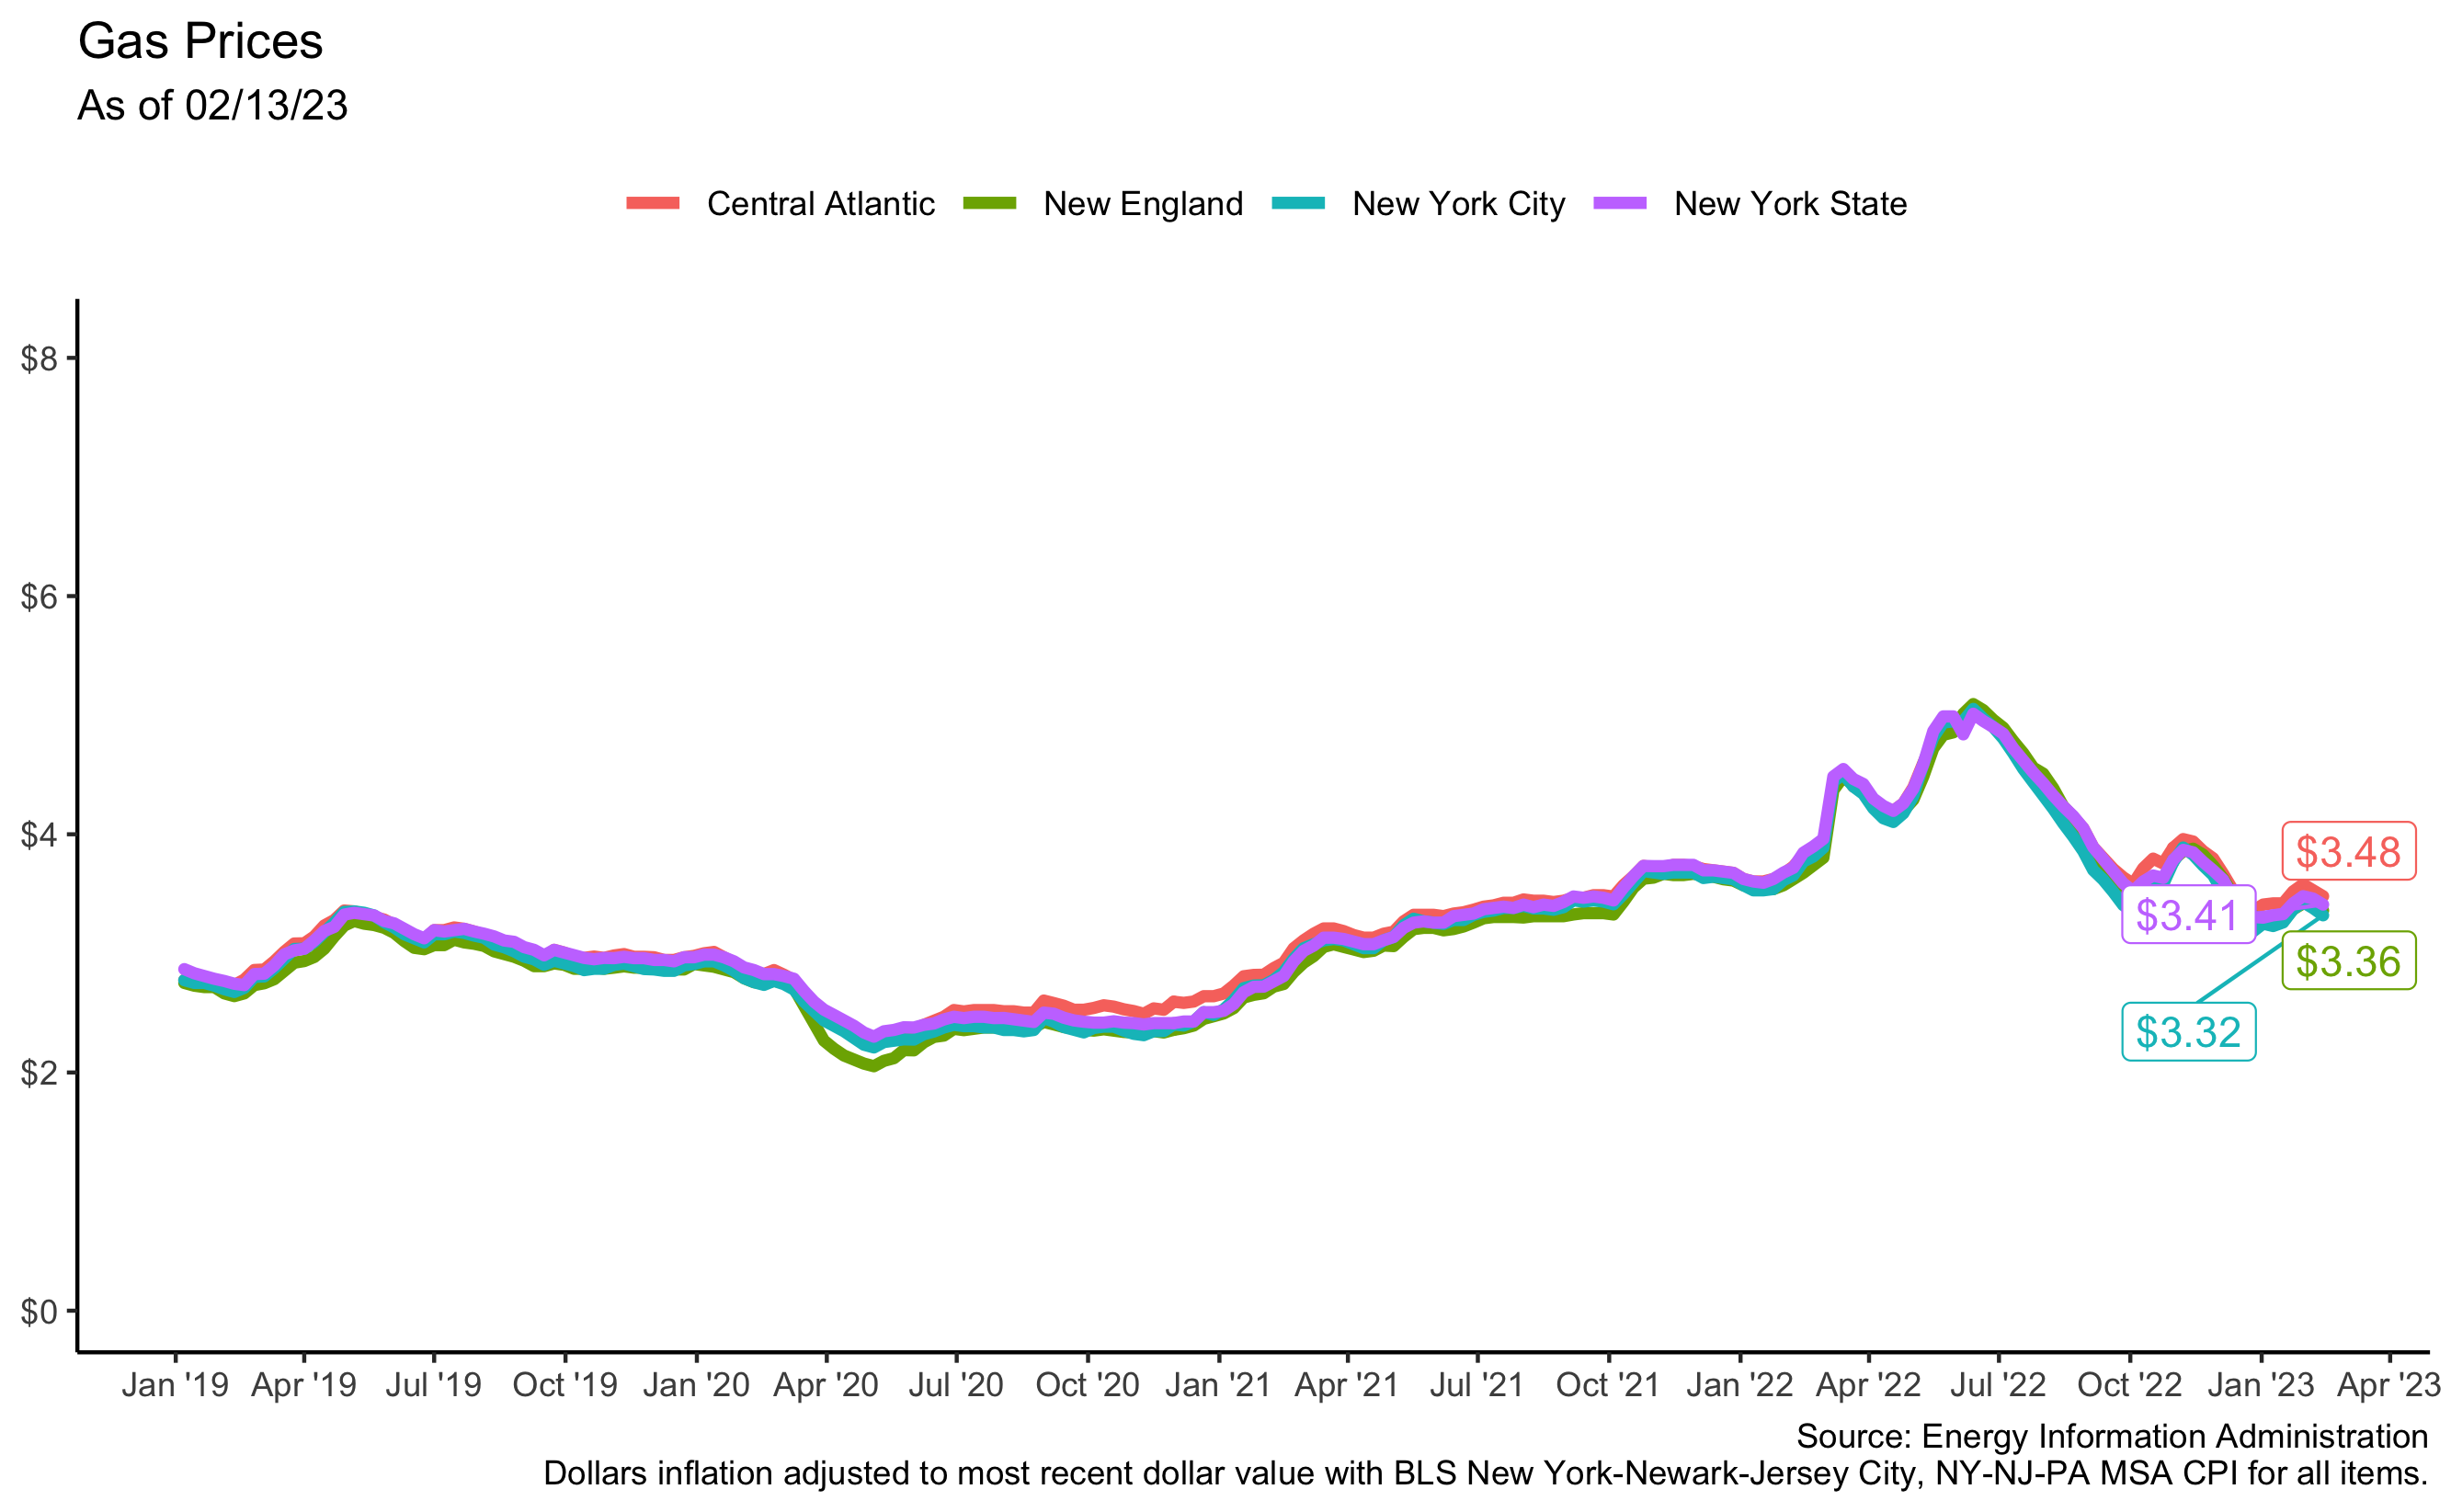 Gas Prices
As of 02/13/23
Central Atlantic New England New York City New York State
$8
$6
$4
$2
$0
$3.48
$3.41
$3.36
$3.32
Jan '19 Apr '19 Jul '19 Oct '19 Jan '20 Apr '20 Jul '20 Oct '20 Jan '21 Apr '21 Jul '21 Oct '21 Jan '22 Apr '22 Jul '22 Oct '22 Jan '23 Apr '23
Source: Energy Information Administration
Dollars inflation adjusted to most recent dollar value with BLS New York-Newark-Jersey City, NY-NJ-PA MSA CPI for all items.